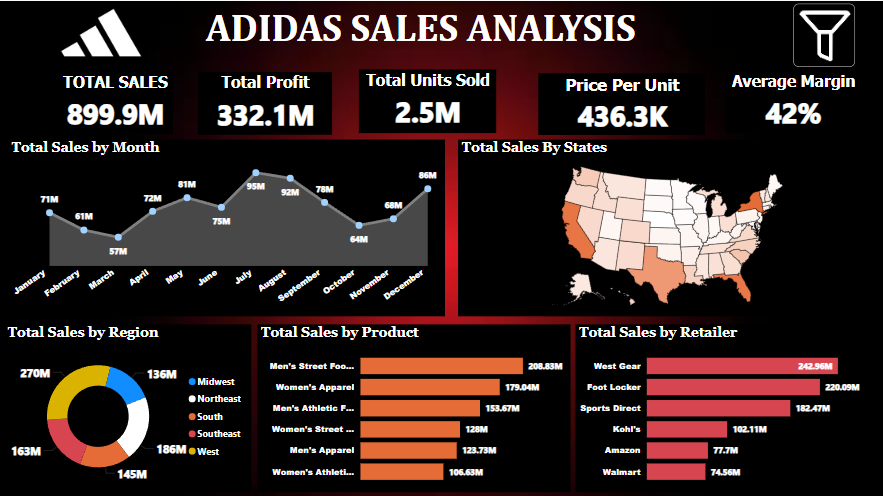 ADIDAS SALES ANALYSIS
TOTAL SALES
899.9M
Total Profit
332.1M
Total Units Sold
2.5M
Price Per Unit
436.3K
Average Margin
42%
Total Sales by Month
71M
61M
57M
72M
81M
75M
95M
92M
78M
64M
68M
86M
January
February
March
April
May
June
July
August
September
October
November
December
Total Sales By States
Total Sales by Region
270M
136M
186M
145M
163M
Midwest
Northeast
South
Southeast
West
Total Sales by Product
Men's Street Foo... 208.83M
Women's Apparel 179.04M
Men's Athletic F... 153.67M
Women's Street ... 128M
Men's Apparel 123.73M
Women's Athleti... 106.63M
Total Sales by Retailer
West Gear 242.96M
Foot Locker 220.09M
Sports Direct 182.47M
Kohl's 102.11M
Amazon 77.7M
Walmart 74.56M